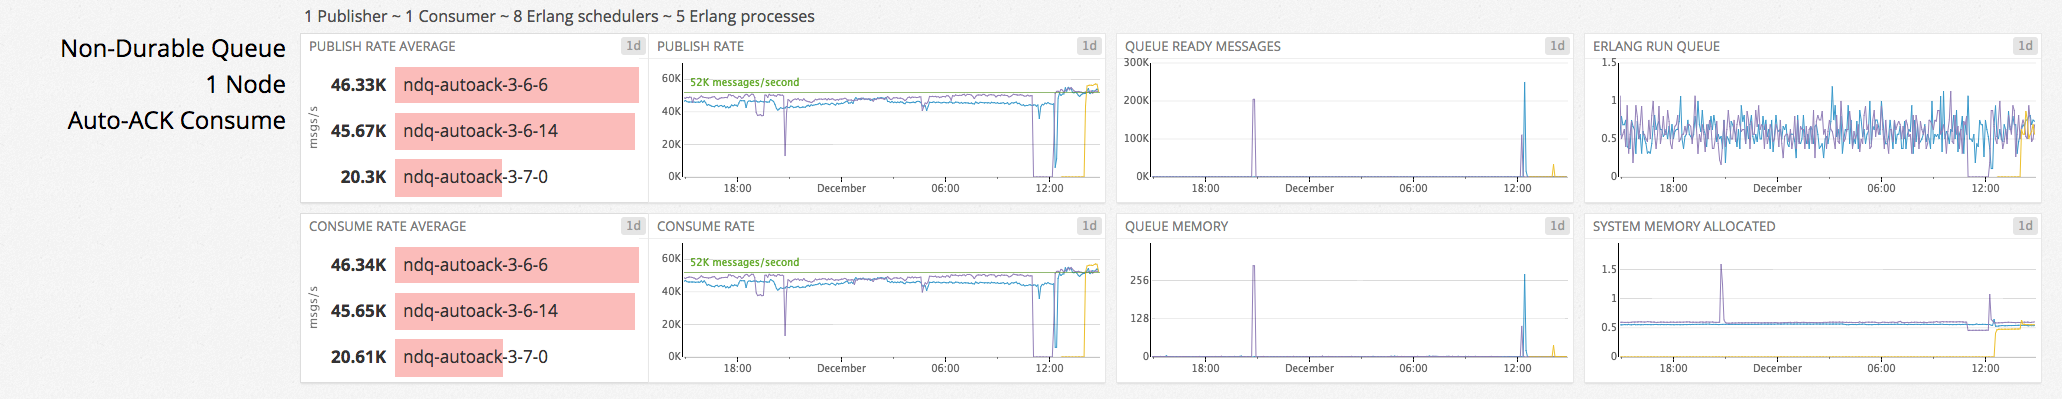 1 Publisher ~ 1 Consumer ~ 8 Erlang schedulers ~ 5 Erlang processes
Non-Durable Queue
1 Node
Auto-ACK Consume
PUBLISH RATE AVERAGE 1d
msgs/s
46.33K ndq-autoack-3-6-6
45.67K ndq-autoack-3-6-14
20.3K ndq-autoack-3-7-0
PUBLISH RATE 1d
60K
52K messages/second
40K
20K
0K
18:00 December 06:00 12:00
QUEUE READY MESSAGES 1d
300K
200K
100K
0K
18:00 December 06:00 12:00
ERLANG RUN QUEUE 1d
1.5
1
0.5
0
18:00 December 06:00 12:00
CONSUME RATE AVERAGE 1d
msgs/s
46.34K ndq-autoack-3-6-6
45.65K ndq-autoack-3-6-14
20.61K ndq-autoack-3-7-0
CONSUME RATE 1d
60K
52K messages/second
40K
20K
0K
18:00 December 06:00 12:00
QUEUE MEMORY 1d
256
128
0
18:00 December 06:00 12:00
SYSTEM MEMORY ALLOCATED 1d
1.5
1
0.5
0
18:00 December 06:00 12:00